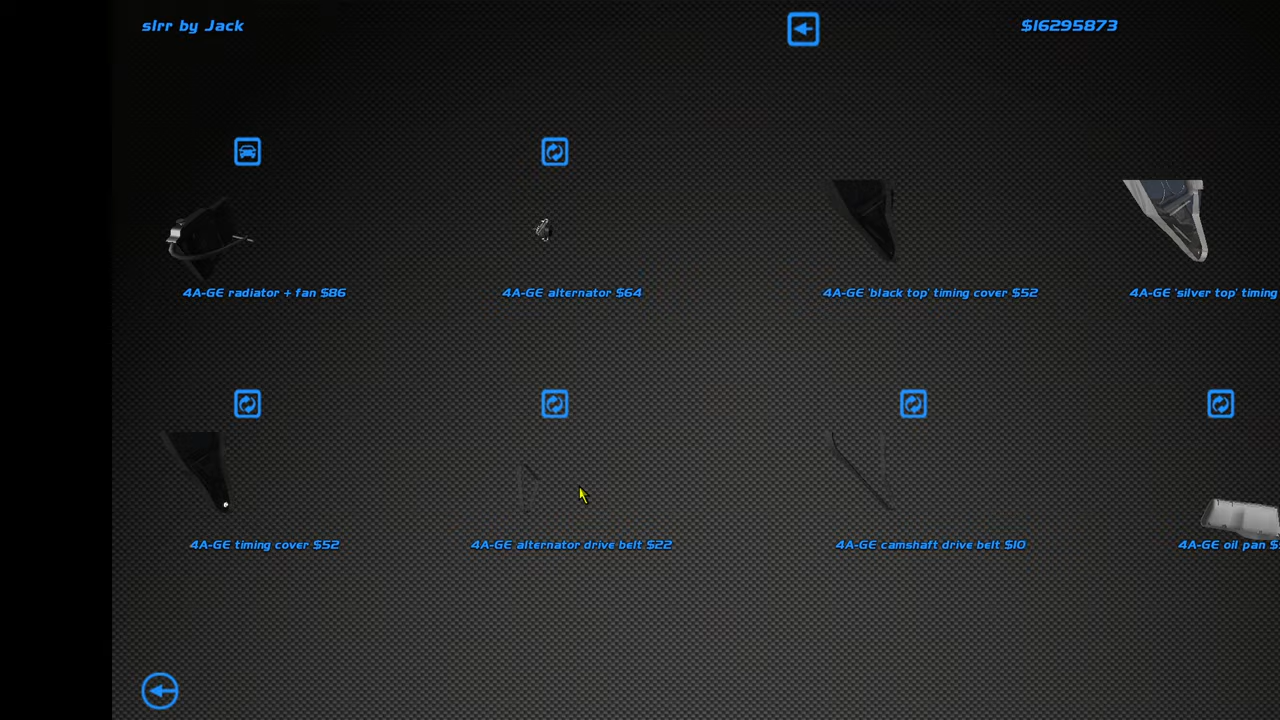 slrr by Jack
$16295873
4A-GE radiator + fan $86
4A-GE alternator $64
4A-GE 'black top' timing cover $52
4A-GE 'silver top' timing
4A-GE timing cover $52
4A-GE alternator drive belt $22
4A-GE camshaft drive belt $10
4A-GE oil pan